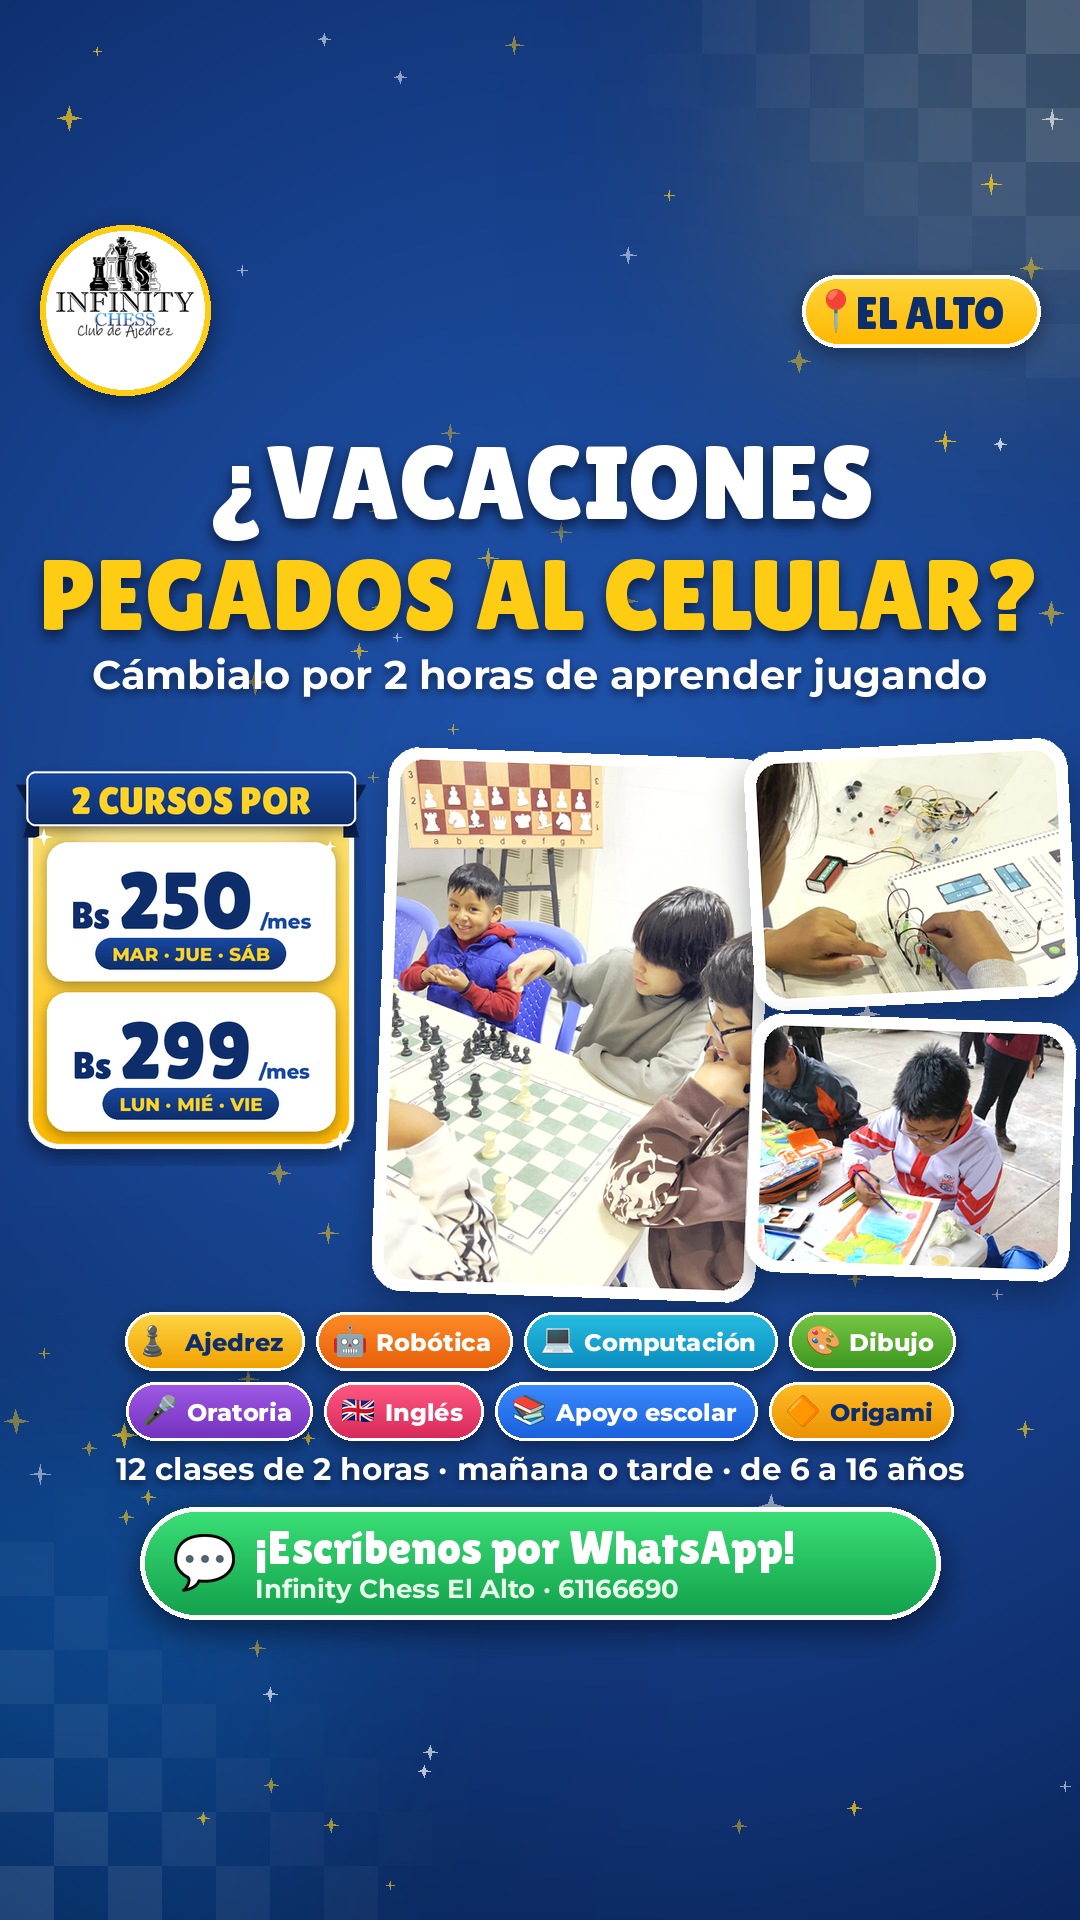 INFINITY
CHESS
Club de Ajedrez
EL ALTO
¿VACACIONES
PEGADOS AL CELULAR?
Cámbialo por 2 horas de aprender jugando
2 CURSOS POR
Bs 250 /mes
MAR · JUE · SÁB
Bs 299 /mes
LUN · MIÉ · VIE
3
2
1
a b c d e f g h
Ajedrez
Robótica
Computación
Dibujo
Oratoria
Inglés
Apoyo escolar
Origami
12 clases de 2 horas · mañana o tarde · de 6 a 16 años
¡Escríbenos por WhatsApp!
Infinity Chess El Alto · 61166690